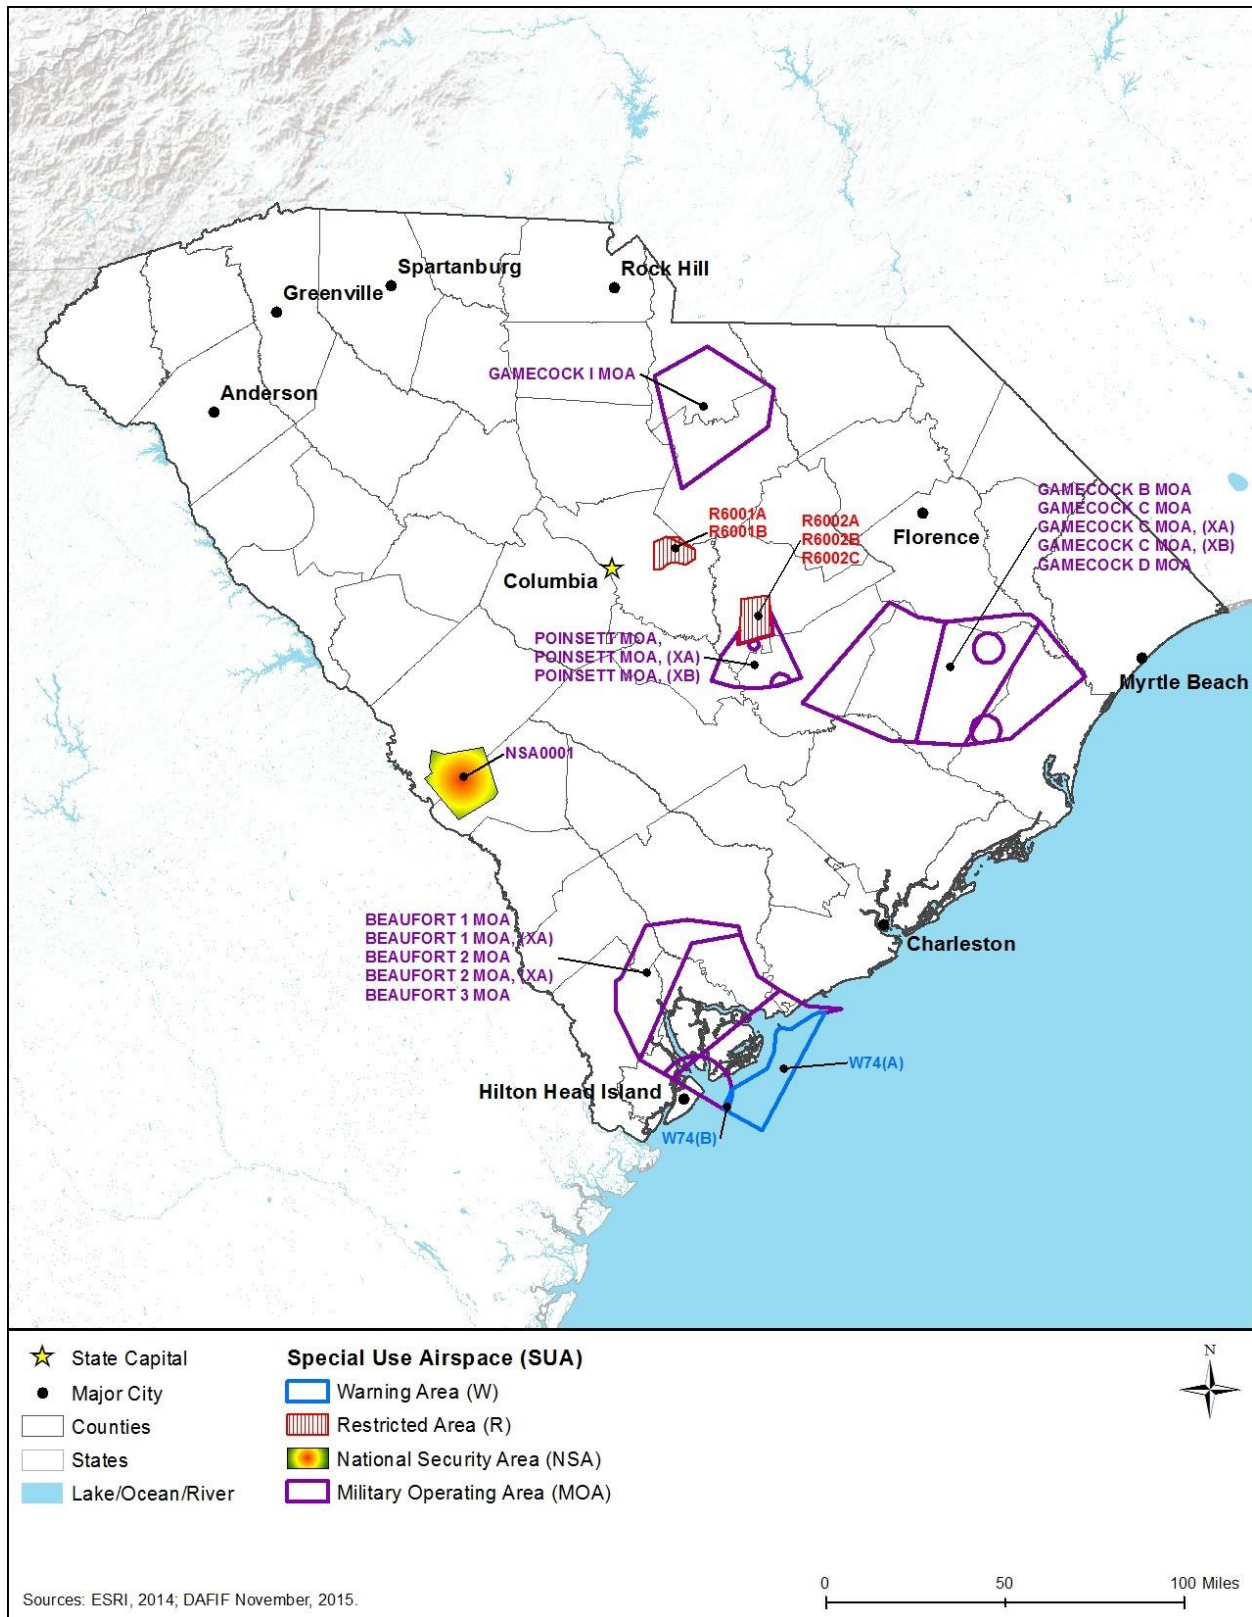 Spartanburg
Rock Hill
Greenville
GAMECOCK I MOA
Anderson
GAMECOCK B MOA
GAMECOCK C MOA
GAMECOCK C MOA, (XA)
GAMECOCK C MOA, (XB)
GAMECOCK D MOA
R6001A
R6001B
R6002A
R6002B
R6002C
Florence
Columbia
POINSETT MOA,
POINSETT MOA, (XA)
POINSETT MOA, (XB)
Myrtle Beach
NSA0001
BEAUFORT 1 MOA
BEAUFORT 1 MOA, (XA)
BEAUFORT 2 MOA
BEAUFORT 2 MOA, (XA)
BEAUFORT 3 MOA
Charleston
W74(A)
Hilton Head Island
W74(B)
State Capital
Major City
Counties
States
Lake/Ocean/River
Special Use Airspace (SUA)
Warning Area (W)
Restricted Area (R)
National Security Area (NSA)
Military Operating Area (MOA)
N
Sources: ESRI, 2014; DAFIF November, 2015.
0 50 100 Miles